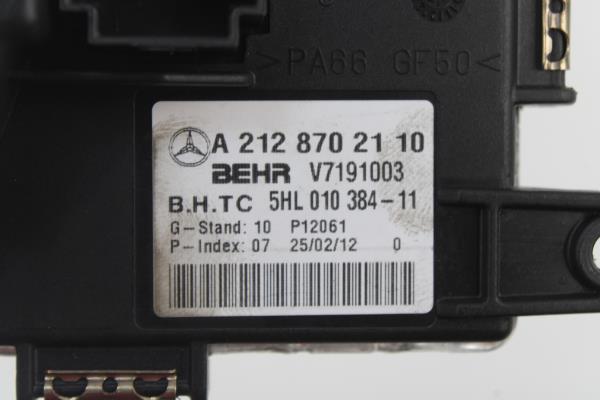 >PA66 GF50<
A 212 870 21 10
BEHR V7191003
B.H.TC 5HL 010 384-11
G-Stand: 10 P12061
P-Index: 07 25/02/12 0